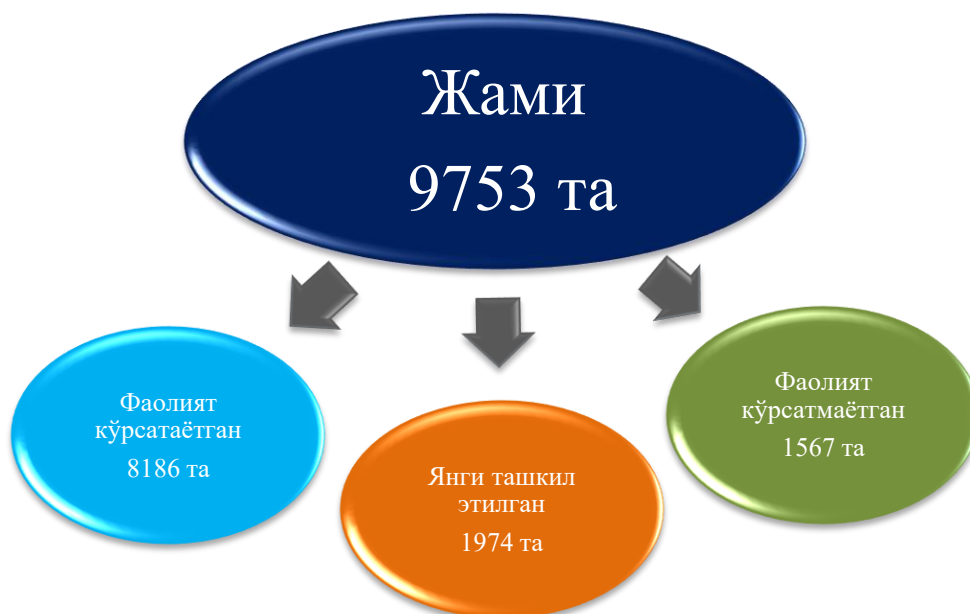 Жами
9753 та
Фаолият
кўрсатаётган
8186 та
Янги ташкил
этилган
1974 та
Фаолият
кўрсатмаётган
1567 та